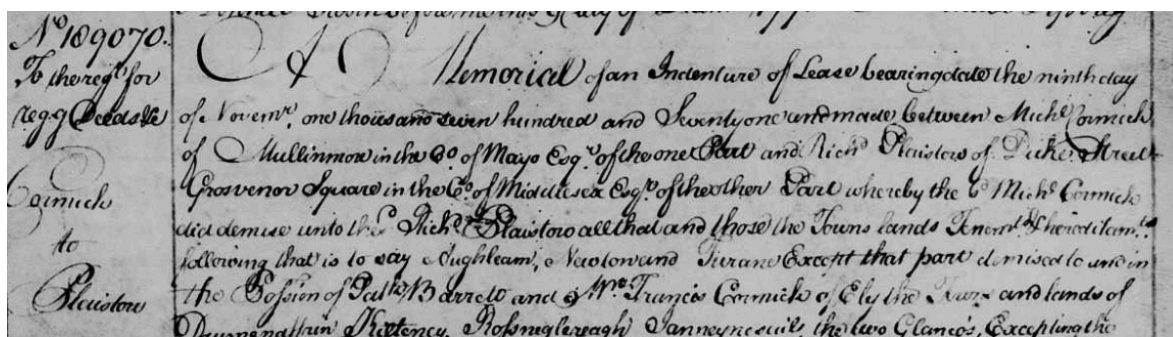 No 189070.
To the regr for
regg Deeds &c
Cormick
to
Plaistow
A Memorial of an Indenture of Lease bearing date the ninth day
of Novemr. one thousand seven hundred and Seventy one and made between Michl Cormick
of Mullinmore in the Co of Mayo Esqr. of the one Part and Richd Plaistow of Duke Street
Grosvenor Square in the Co. of Middlesex Esqr. of the other Part whereby the sd Michl Cormick
did demise unto the sd Richd Plaistow all that and those the Towns lands Tenemts. & hereditamts.
following that is to say Aughleam, Newtown and Turane Except that part demised to and in
the Possion of Patk Barrett and Mr. Francis Cormick of Ely the Town and lands of
the two Glancos, Excepting the